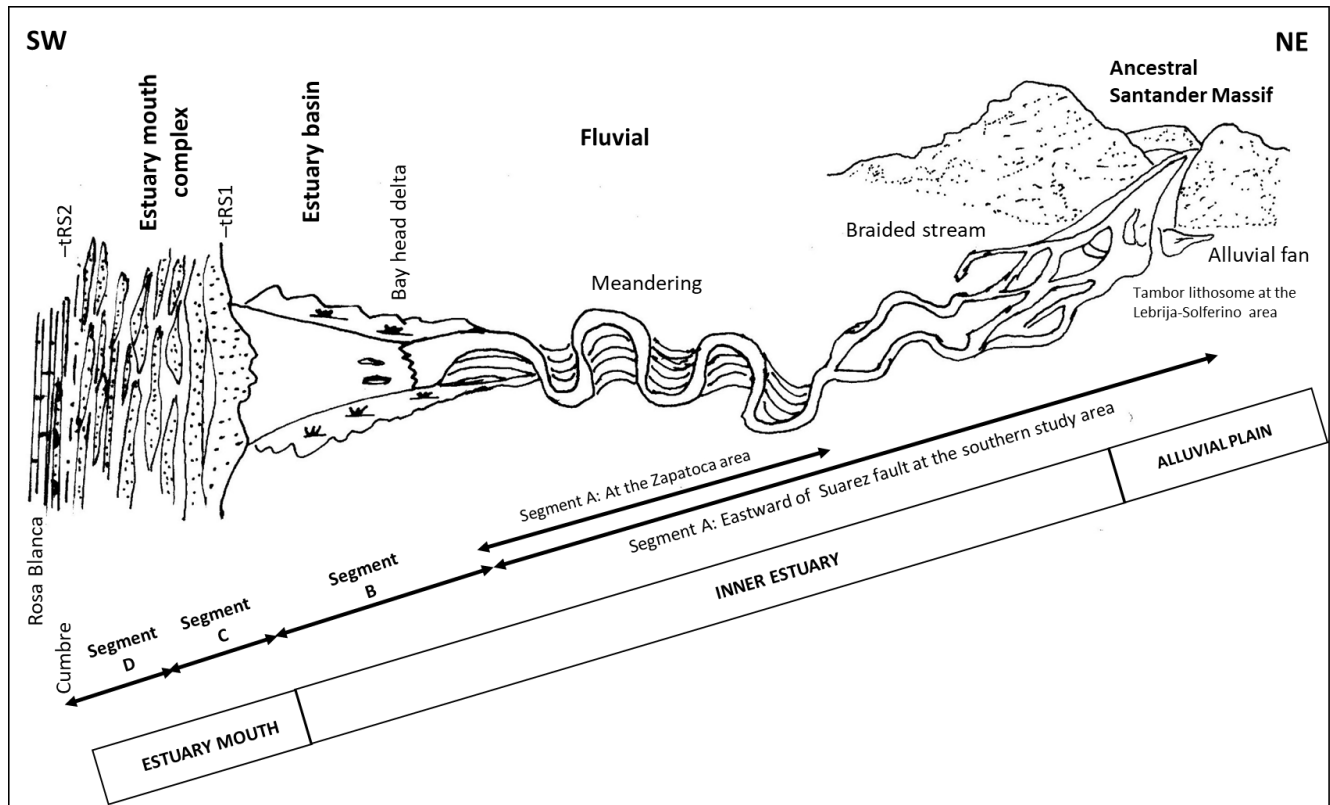 SW
NE
Ancestral
Santander Massif
Estuary mouth
complex
Estuary basin
Fluvial
–tRS2
–tRS1
Bay head delta
Braided stream
Meandering
Alluvial fan
Tambor lithosome at the
Lebrija-Solferino area
Segment A: At the Zapatoca area
Segment A: Eastward of Suarez fault at the southern study area
Rosa Blanca
Cumbre
Segment
D
Segment
C
Segment
B
ESTUARY MOUTH
INNER ESTUARY
ALLUVIAL PLAIN